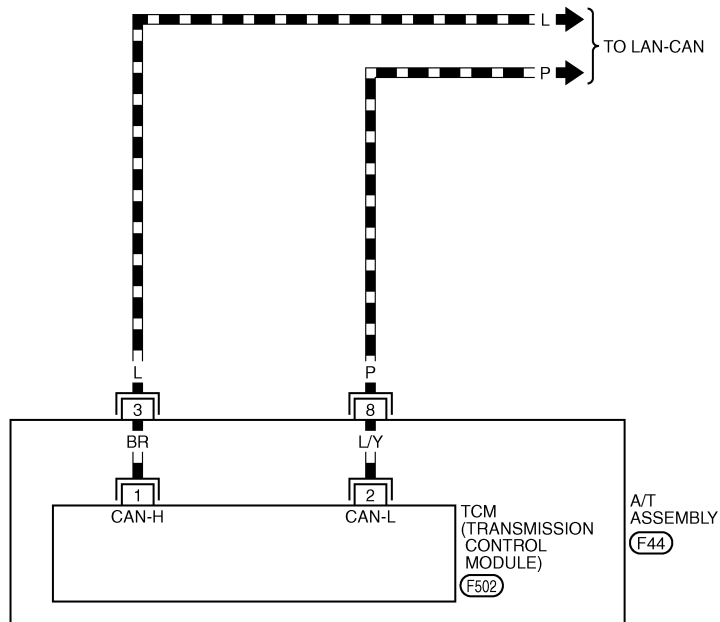 L
TO LAN-CAN
P
L
P
3
8
BR
L/Y
1
2
CAN-H
CAN-L
TCM
(TRANSMISSION
CONTROL
MODULE)
F502
A/T
ASSEMBLY
F44